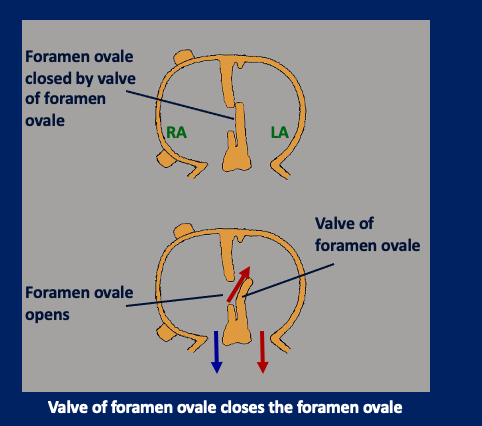 Foramen ovale
closed by valve
of foramen
ovale
RA
LA
Valve of
foramen ovale
Foramen ovale
opens
Valve of foramen ovale closes the foramen ovale